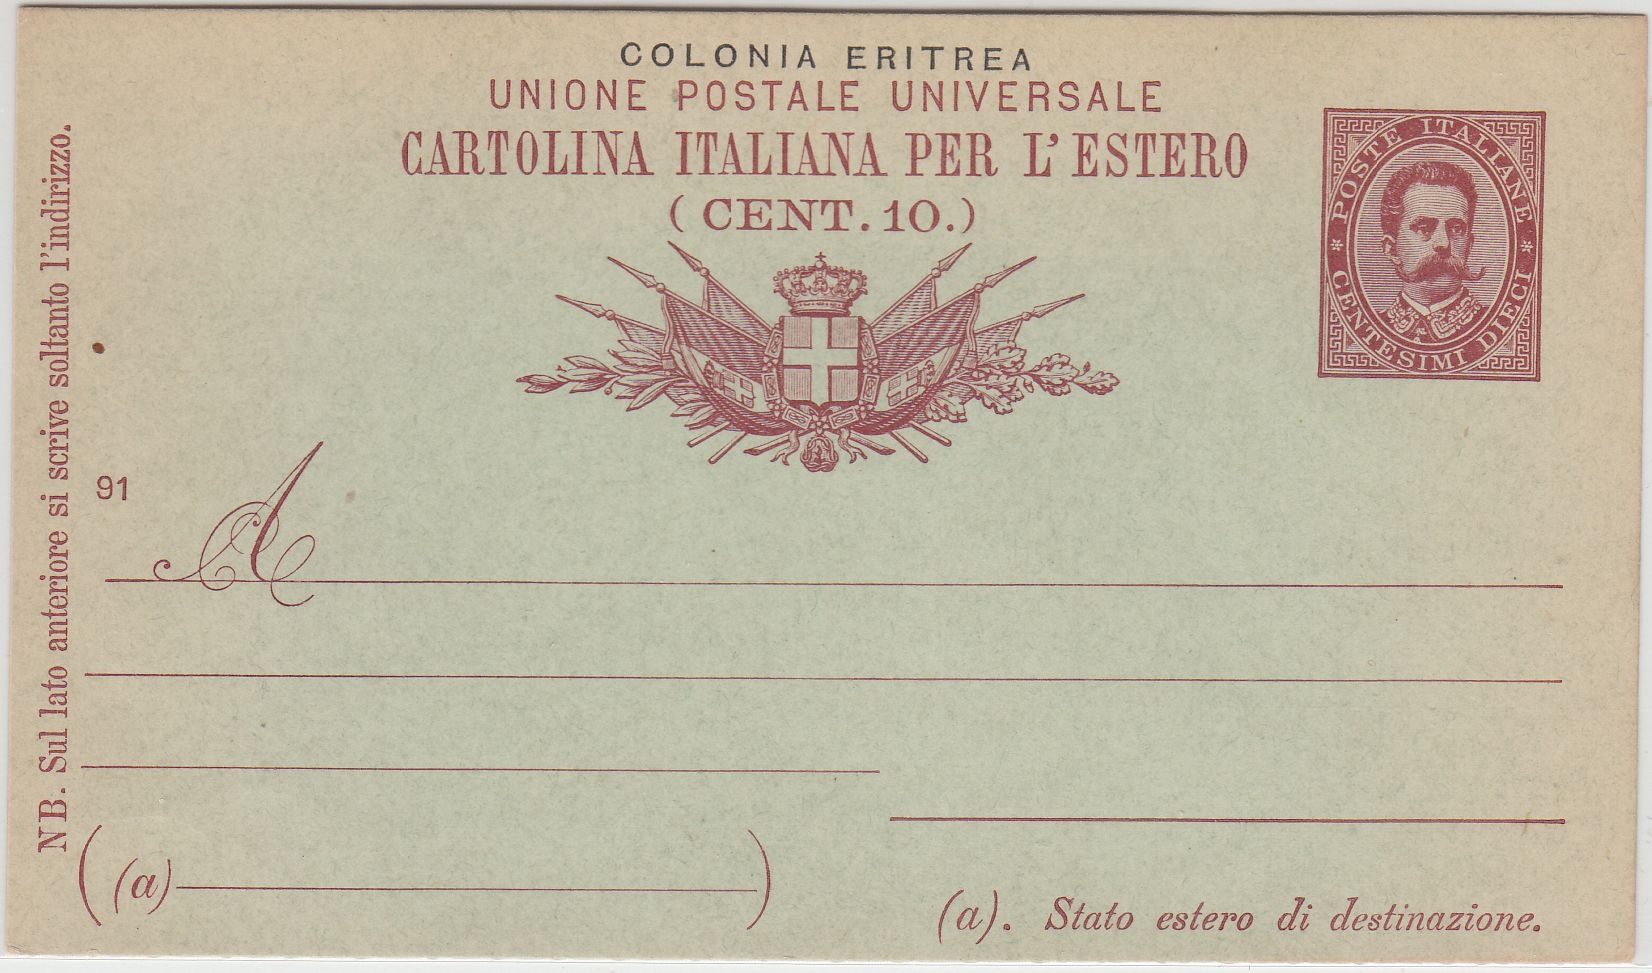 COLONIA ERITREA
UNIONE POSTALE UNIVERSALE
CARTOLINA ITALIANA PER L'ESTERO
(CENT. 10.)
* POSTE ITALIANE *
CENTESIMI DIECI
NB. Sul lato anteriore si scrive soltanto l'indirizzo.
91
A
(a)
(a). Stato estero di destinazione.